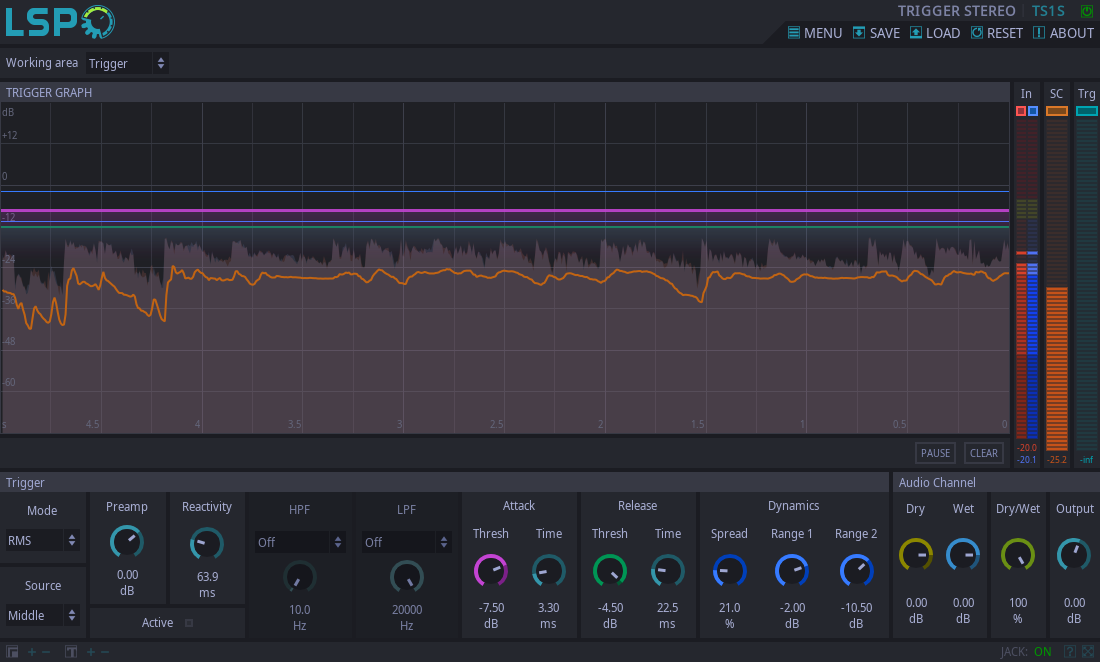 LSP
TRIGGER STEREO TS1S
MENU SAVE LOAD RESET ABOUT
Working area Trigger
TRIGGER GRAPH
In SC Trg
dB
+12
0
-12
-24
-30
-48
-60
s 4.5 4 3.5 3 2.5 2 1.5 1 0.5 0
-20.0
-20.1 -25.2 -inf
PAUSE CLEAR
Trigger
Audio Channel
Mode Preamp Reactivity HPF LPF Attack Release Dynamics Dry Wet Dry/Wet Output
Thresh Time Thresh Time Spread Range 1 Range 2
RMS Off Off
Source
Middle
0.00 63.9 10.0 20000 -7.50 3.30 -4.50 22.5 21.0 -2.00 -10.50 0.00 0.00 100 0.00
dB ms Hz Hz dB ms dB ms % dB dB dB dB % dB
Active
JACK: ON